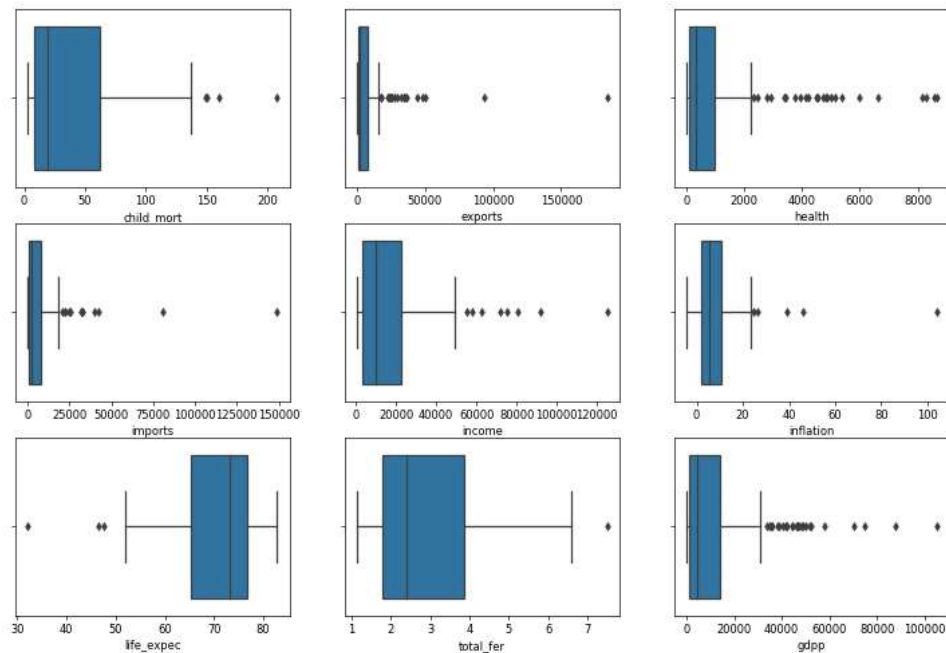 0 50 100 150 200
child_mort
0 50000 100000 150000
exports
0 2000 4000 6000 8000
health
0 25000 50000 75000 100000 125000 150000
imports
0 20000 40000 60000 80000 100000 120000
income
0 20 40 60 80 100
inflation
30 40 50 60 70 80
life_expec
1 2 3 4 5 6 7
total_fer
0 20000 40000 60000 80000 100000
gdpp